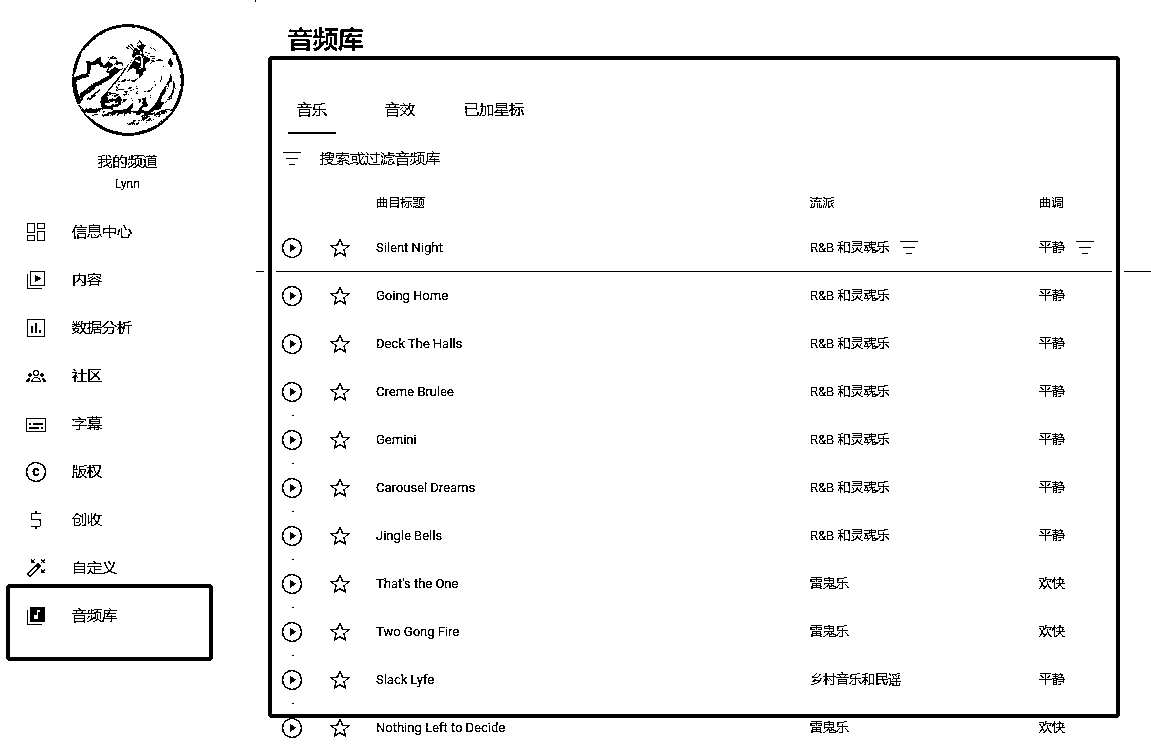 我的频道
Lynn
信息中心
内容
数据分析
社区
字幕
版权
创收
自定义
音频库
音频库
音乐 音效 已加星标
搜索或过滤音频库
曲目标题 流派 曲调
Silent Night R&B 和灵魂乐 平静
Going Home R&B 和灵魂乐 平静
Deck The Halls R&B 和灵魂乐 平静
Creme Brulee R&B 和灵魂乐 平静
Gemini R&B 和灵魂乐 平静
Carousel Dreams R&B 和灵魂乐 平静
Jingle Bells R&B 和灵魂乐 平静
That's the One 雷鬼乐 欢快
Two Gong Fire 雷鬼乐 欢快
Slack Lyfe 乡村音乐和民谣 平静
Nothing Left to Decide 雷鬼乐 欢快